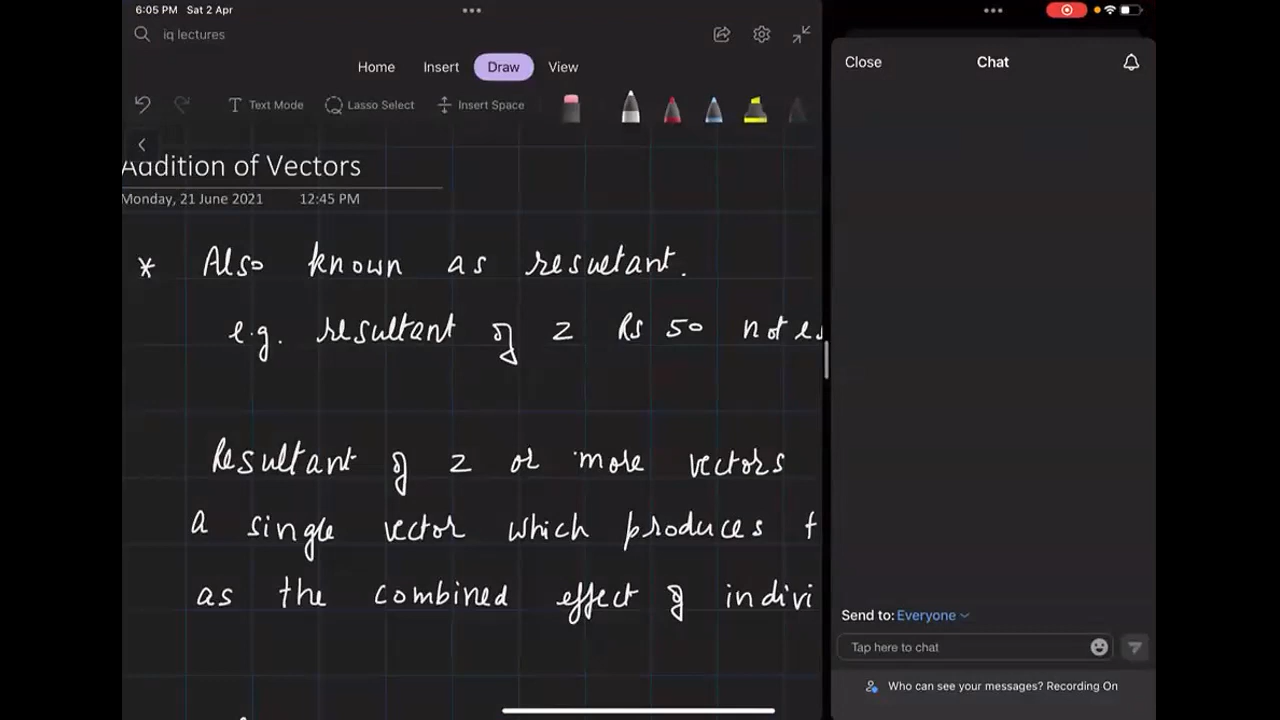 6:05 PM Sat 2 Apr
iq lectures
Home Insert Draw View
Text Mode Lasso Select Insert Space
Addition of Vectors
Monday, 21 June 2021 12:45 PM
* Also known as resultant.
e.g. resultant of 2 Rs 50 notes
Resultant of 2 or more vectors
a single vector which produces t
as the combined effect of indivi
Close Chat
Send to: Everyone
Tap here to chat
Who can see your messages? Recording On